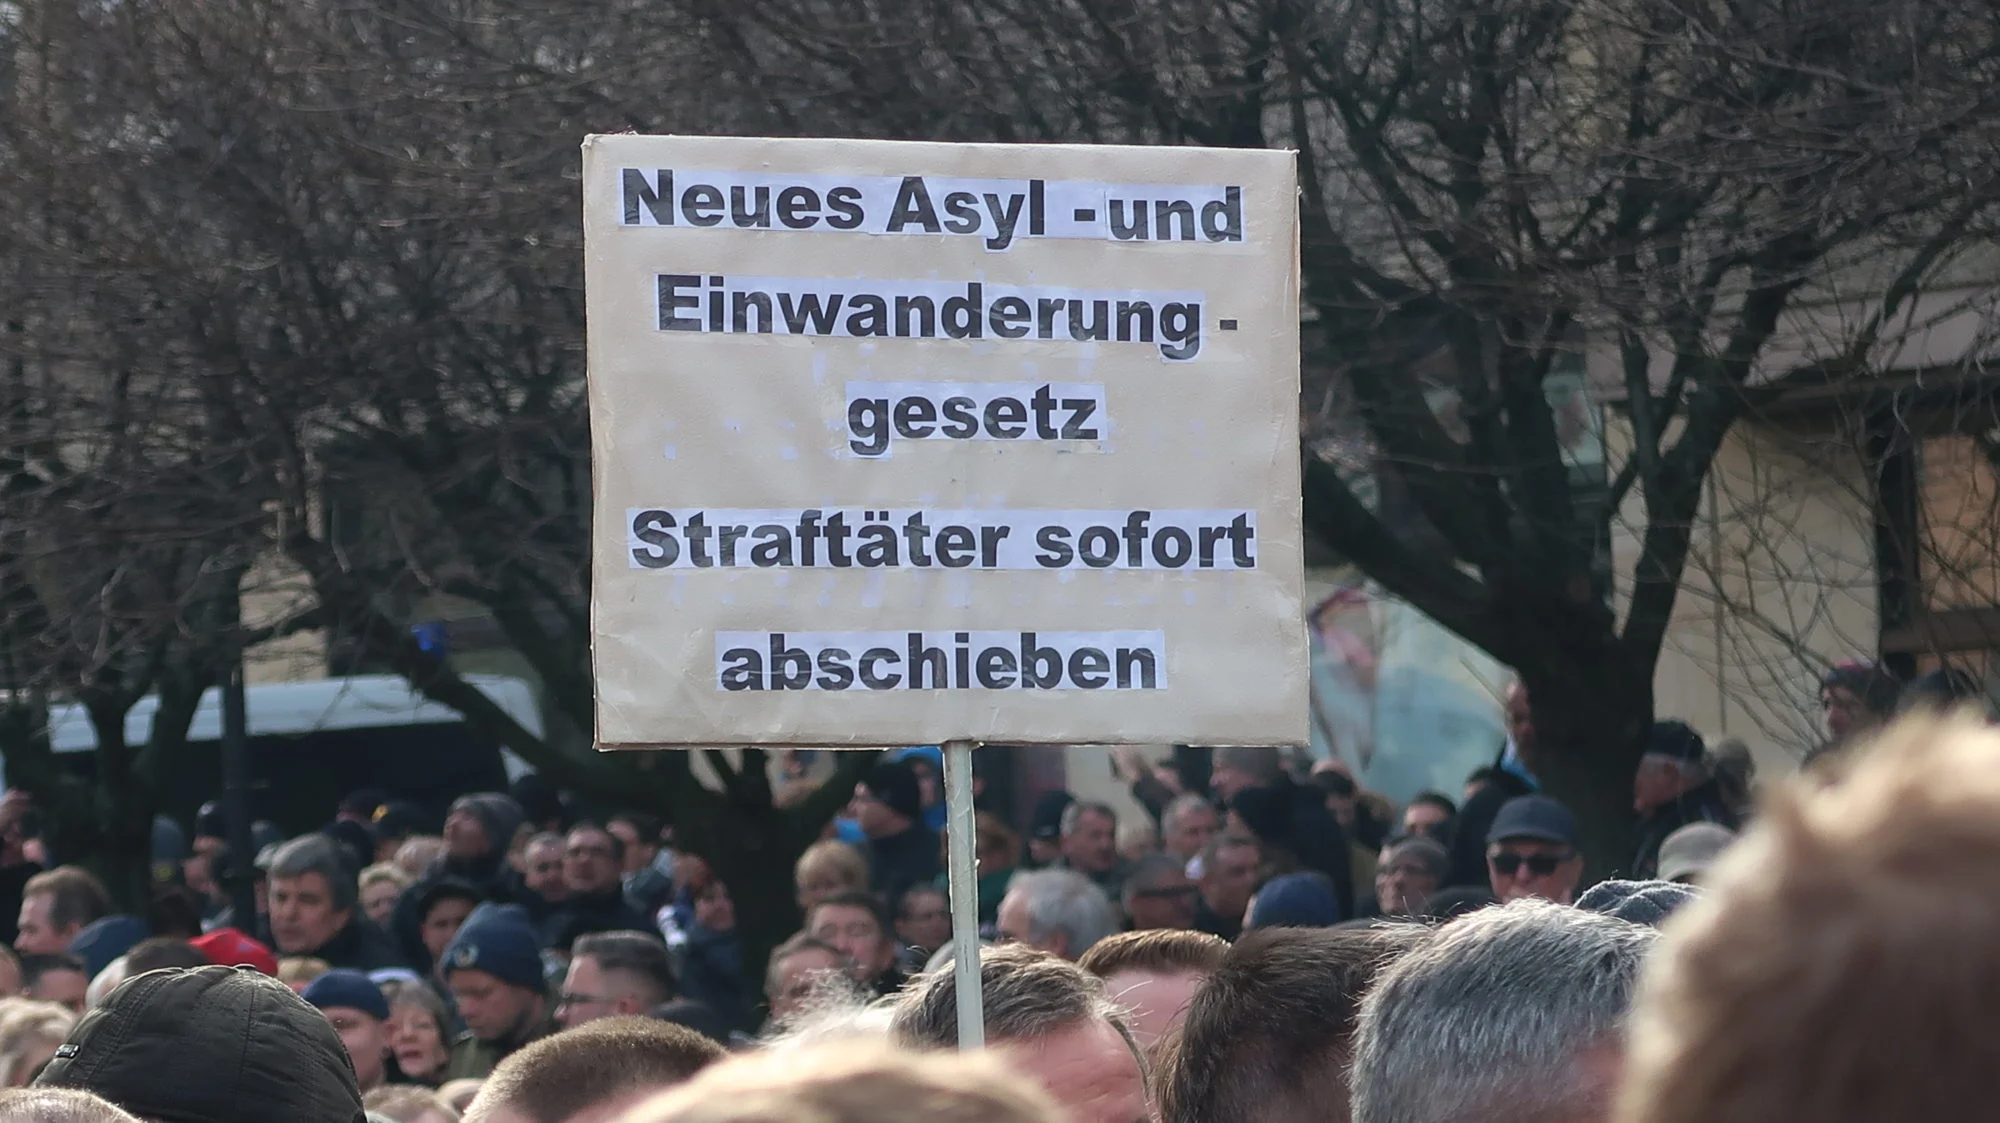 Neues Asyl -und
Einwanderung -
gesetz
Straftäter sofort
abschieben